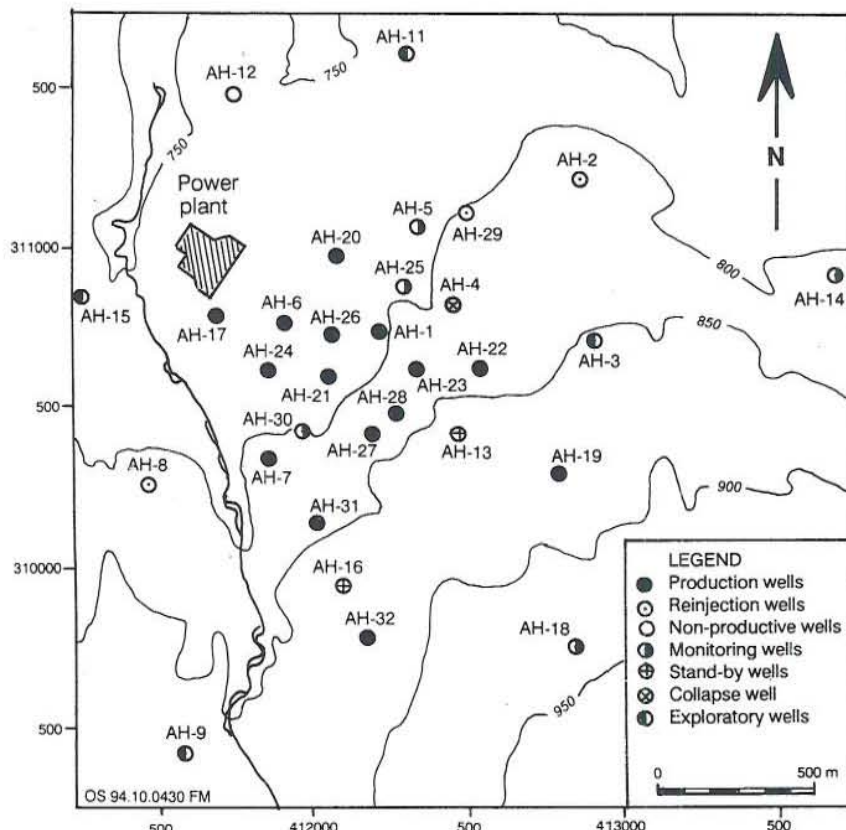 AH-11
750
AH-12
500
750
N
AH-2
Power
plant
AH-5
AH-29
AH-20
311000
AH-25
AH-4
800
AH-14
AH-15
AH-17
AH-6
AH-26
AH-1
AH-22
850
AH-3
AH-24
AH-23
AH-21
AH-28
500
AH-30
AH-27
AH-13
AH-8
AH-7
AH-19
900
AH-31
310000
AH-16
AH-32
AH-18
950
500
AH-9
LEGEND
Production wells
Reinjection wells
Non-productive wells
Monitoring wells
Stand-by wells
Collapse well
Exploratory wells
0
500 m
OS 94.10.0430 FM
500
412000
500
413000
500